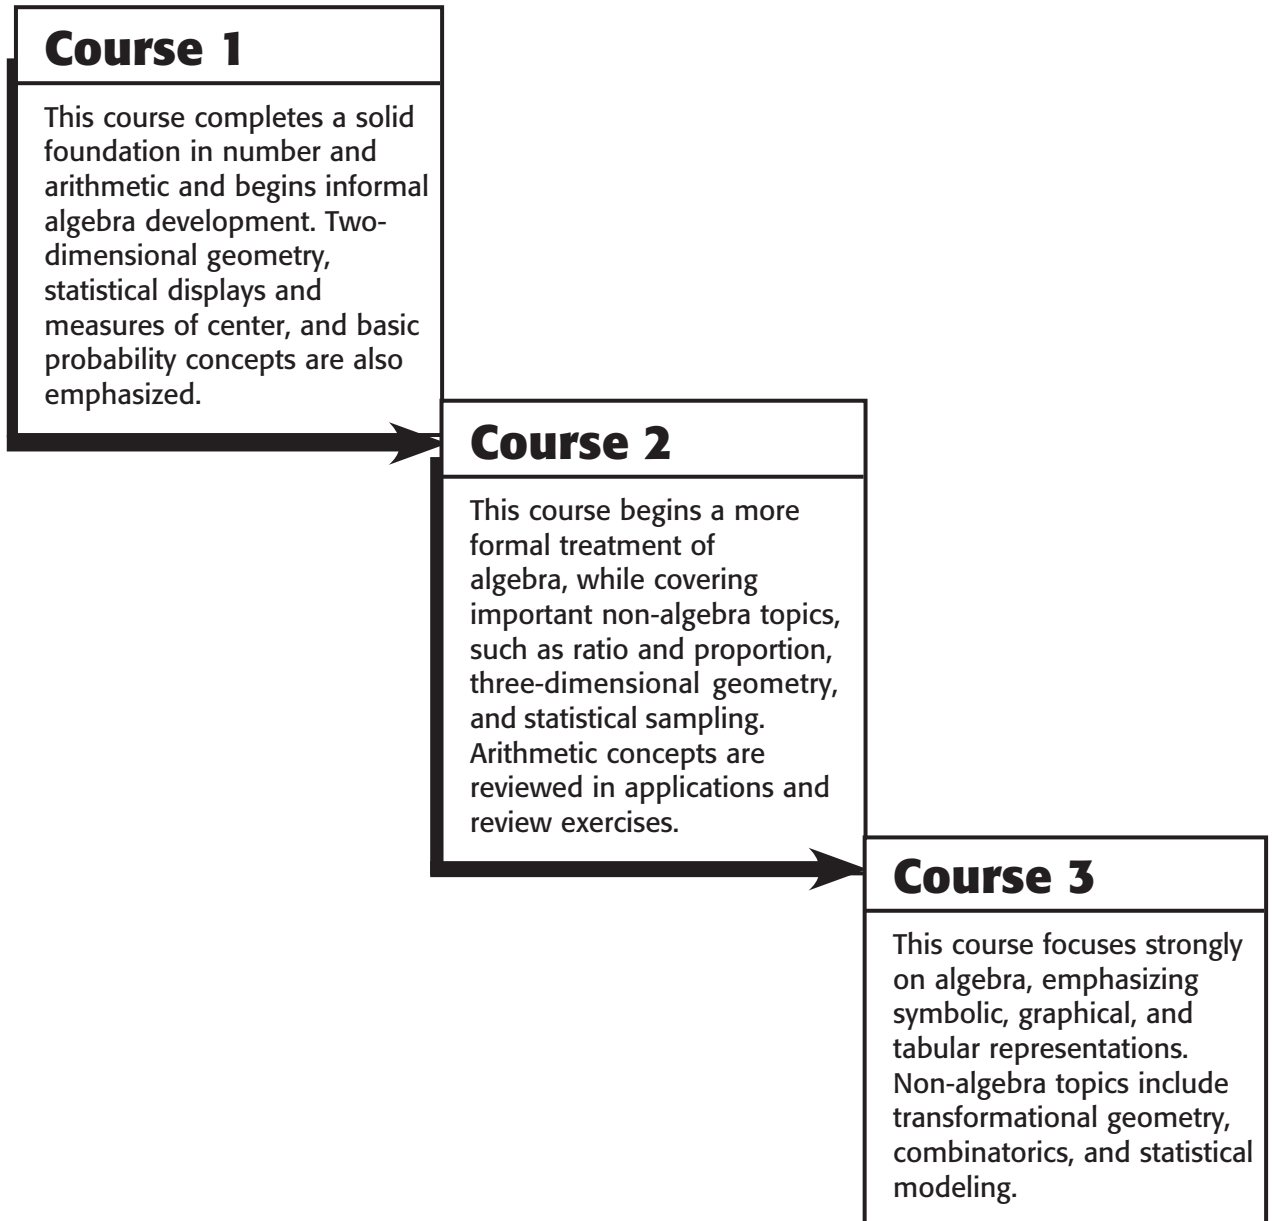 Course 1
This course completes a solid
foundation in number and
arithmetic and begins informal
algebra development. Two-
dimensional geometry,
statistical displays and
measures of center, and basic
probability concepts are also
emphasized.
Course 2
This course begins a more
formal treatment of
algebra, while covering
important non-algebra topics,
such as ratio and proportion,
three-dimensional geometry,
and statistical sampling.
Arithmetic concepts are
reviewed in applications and
review exercises.
Course 3
This course focuses strongly
on algebra, emphasizing
symbolic, graphical, and
tabular representations.
Non-algebra topics include
transformational geometry,
combinatorics, and statistical
modeling.